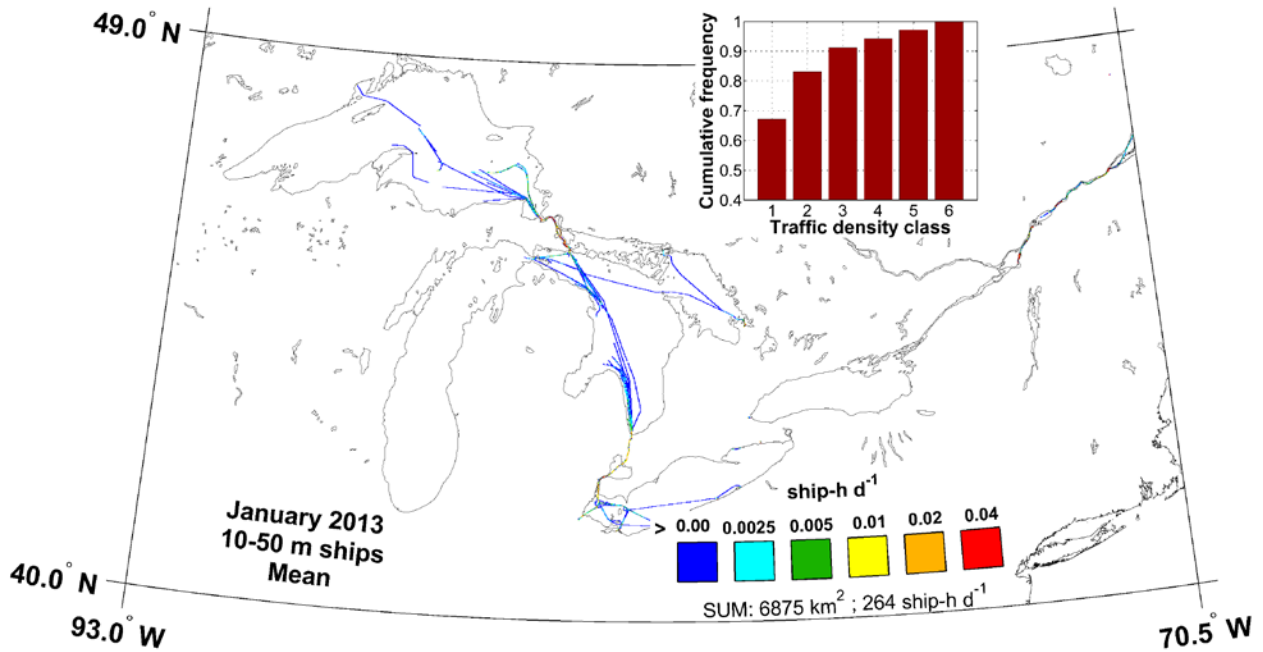 49.0° N
Cumulative frequency
1
0.9
0.8
0.7
0.6
0.5
0.4
1 2 3 4 5 6
Traffic density class
January 2013
10-50 m ships
Mean
ship-h d⁻¹
> 0.00 0.0025 0.005 0.01 0.02 0.04
SUM: 6875 km² ; 264 ship-h d⁻¹
40.0° N
93.0° W
70.5° W